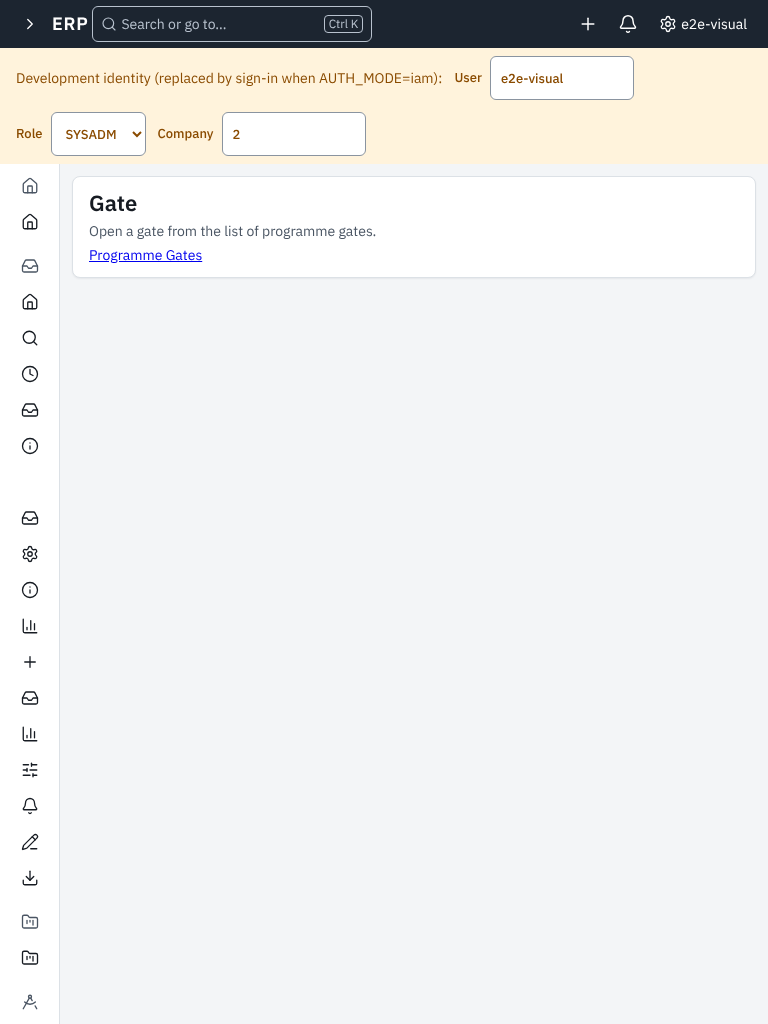 ERP Search or go to... Ctrl K e2e-visual
Development identity (replaced by sign-in when AUTH_MODE=iam): User e2e-visual
Role SYSADM Company 2
Gate
Open a gate from the list of programme gates.
Programme Gates